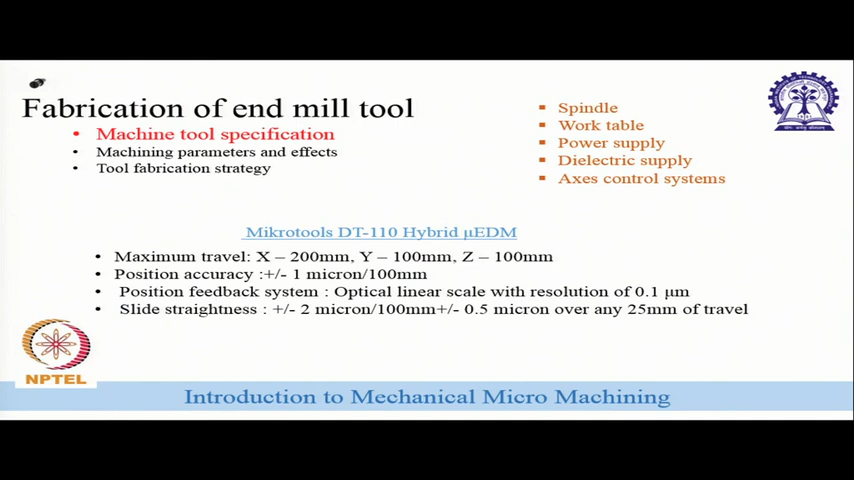 Fabrication of end mill tool
• Machine tool specification
• Machining parameters and effects
• Tool fabrication strategy
▪ Spindle
▪ Work table
▪ Power supply
▪ Dielectric supply
▪ Axes control systems
Mikrotools DT-110 Hybrid μEDM
• Maximum travel: X – 200mm, Y – 100mm, Z – 100mm
• Position accuracy :+/- 1 micron/100mm
• Position feedback system : Optical linear scale with resolution of 0.1 μm
• Slide straightness : +/- 2 micron/100mm+/- 0.5 micron over any 25mm of travel
NPTEL
Introduction to Mechanical Micro Machining